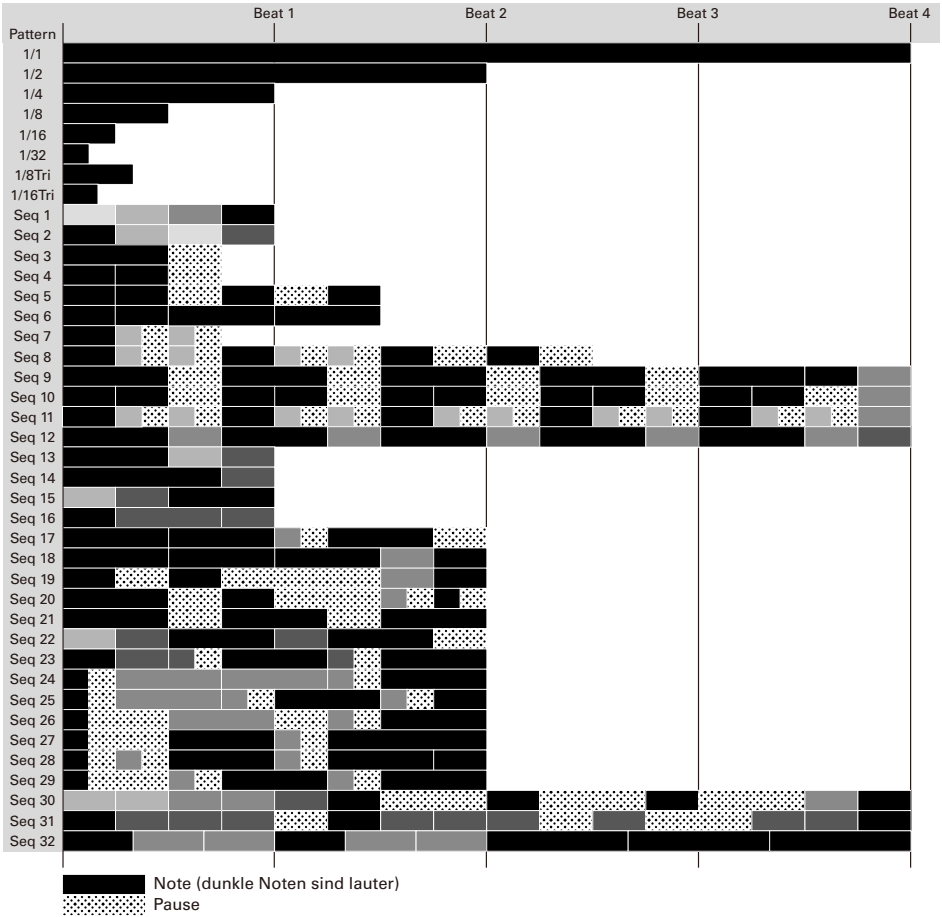 Beat 1 Beat 2 Beat 3 Beat 4
Pattern
1/1
1/2
1/4
1/8
1/16
1/32
1/8Tri
1/16Tri
Seq 1
Seq 2
Seq 3
Seq 4
Seq 5
Seq 6
Seq 7
Seq 8
Seq 9
Seq 10
Seq 11
Seq 12
Seq 13
Seq 14
Seq 15
Seq 16
Seq 17
Seq 18
Seq 19
Seq 20
Seq 21
Seq 22
Seq 23
Seq 24
Seq 25
Seq 26
Seq 27
Seq 28
Seq 29
Seq 30
Seq 31
Seq 32
Note (dunkle Noten sind lauter)
Pause